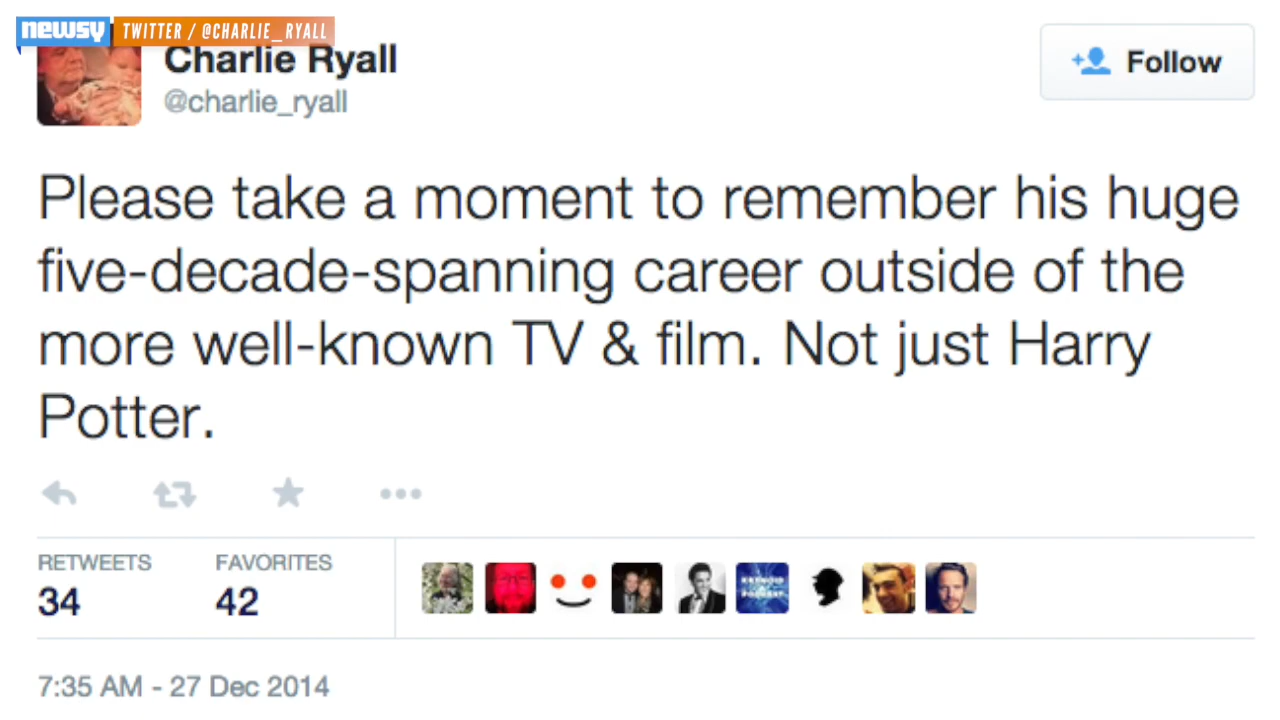 newsy TWITTER / @CHARLIE_RYALL
Charlie Ryall
@charlie_ryall
Follow
Please take a moment to remember his huge
five-decade-spanning career outside of the
more well-known TV & film. Not just Harry
Potter.
RETWEETS FAVORITES
34 42
7:35 AM - 27 Dec 2014